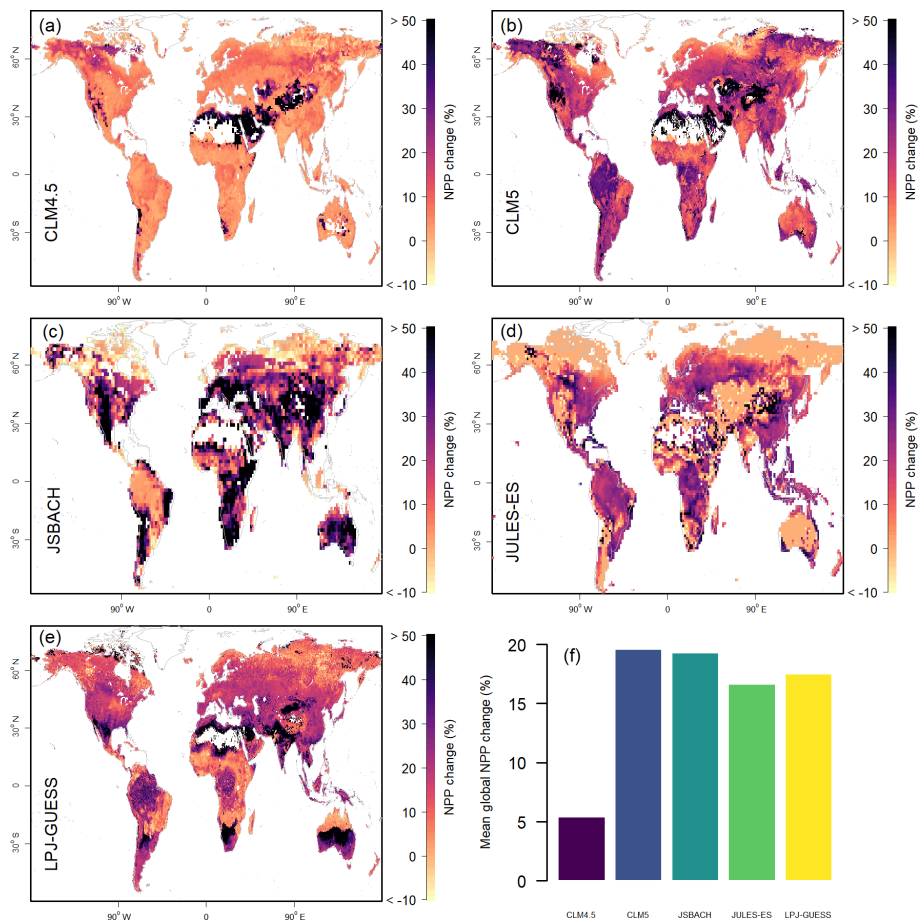 (a)
CLM4.5
60° N
30° N
0
30° S
90° W
0
90° E
> 50
40
30
20
10
0
< -10
NPP change (%)
(b)
CLM5
60° N
30° N
0
30° S
90° W
0
90° E
> 50
40
30
20
10
0
< -10
NPP change (%)
(c)
JSBACH
60° N
30° N
0
30° S
90° W
0
90° E
> 50
40
30
20
10
0
< -10
NPP change (%)
(d)
JULES-ES
60° N
30° N
0
30° S
90° W
0
90° E
> 50
40
30
20
10
0
< -10
NPP change (%)
(e)
LPJ-GUESS
60° N
30° N
0
30° S
90° W
0
90° E
> 50
40
30
20
10
0
< -10
NPP change (%)
(f)
Mean global NPP change (%)
20
15
10
5
0
CLM4.5 CLM5 JSBACH JULES-ES LPJ-GUESS